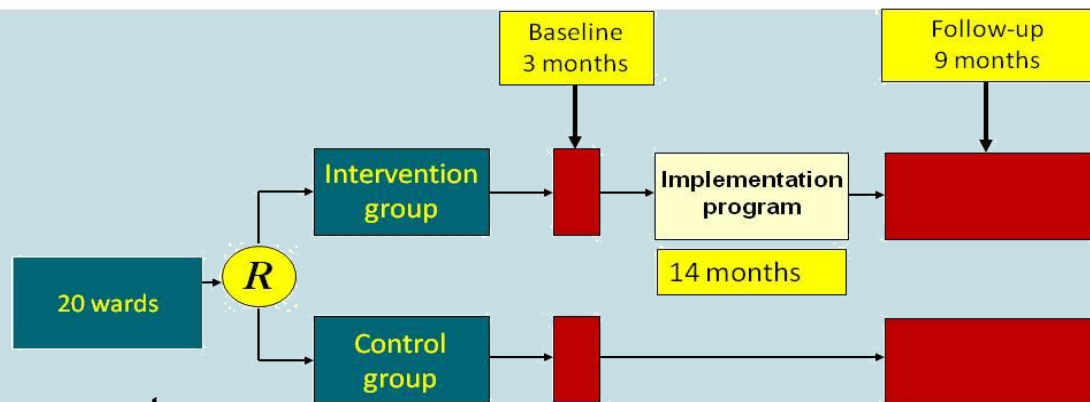 Baseline
3 months
Follow-up
9 months
Intervention
group
Implementation
program
14 months
R
20 wards
Control
group